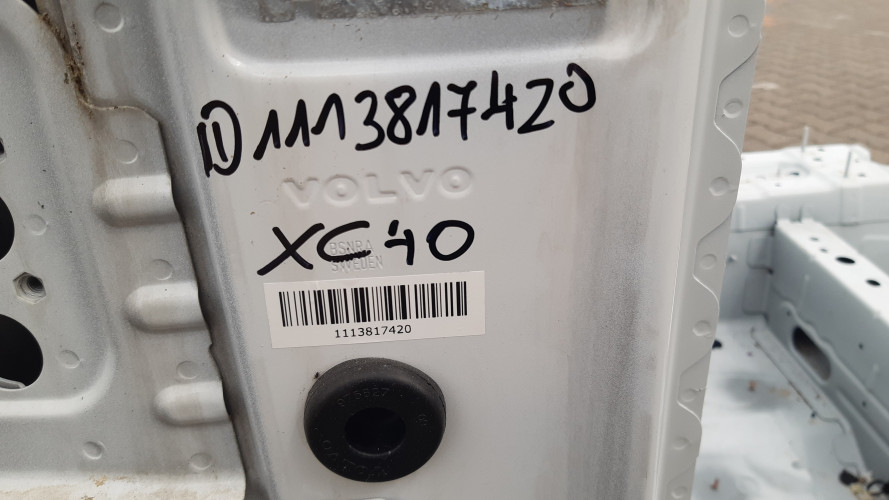 ID 1113817420
VOLVO
XC40
BSNRA
SWEDEN
1113817420